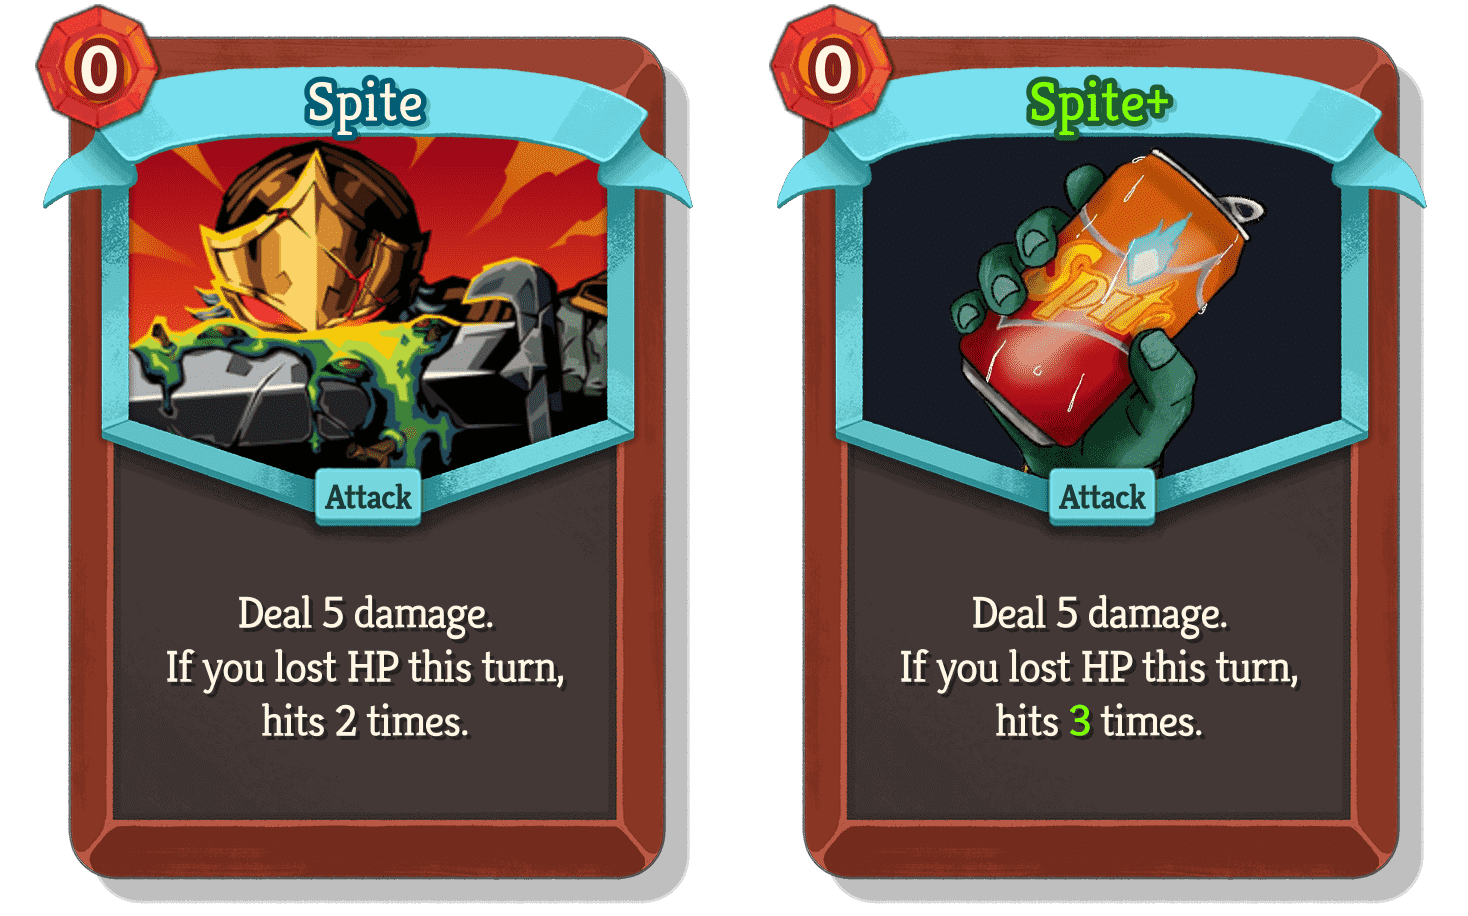 0
Spite
Attack
Deal 5 damage.
If you lost HP this turn,
hits 2 times.
0
Spite+
Spite
Attack
Deal 5 damage.
If you lost HP this turn,
hits 3 times.